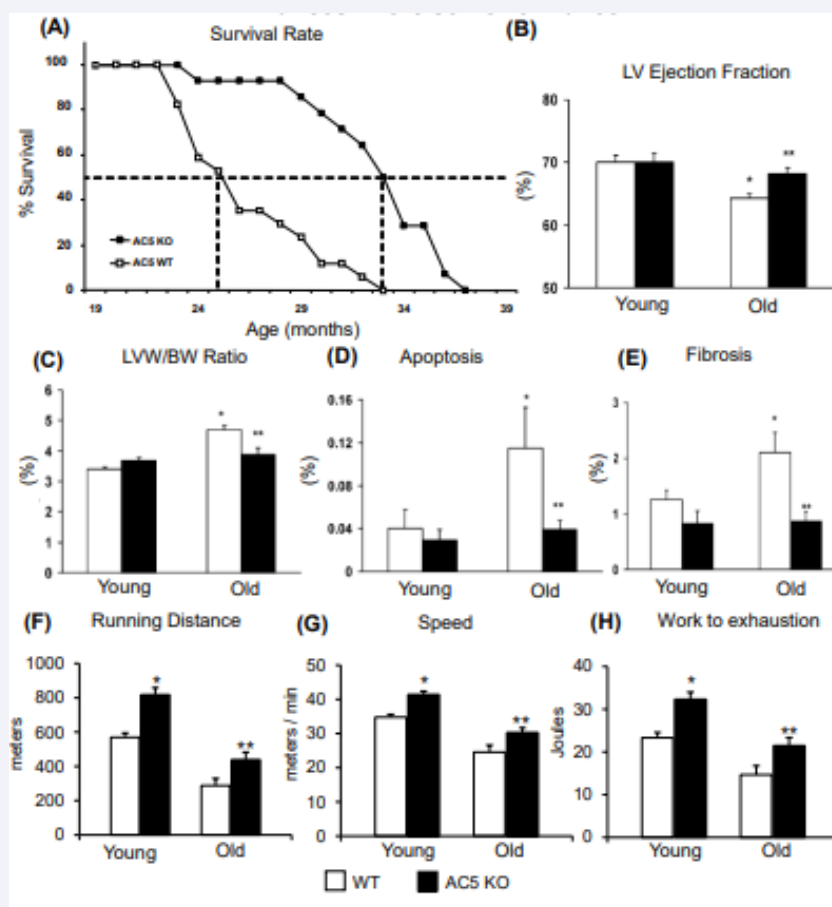 (A)
Survival Rate
% Survival
100
80
60
40
20
0
AC5 KO
AC5 WT
19 24 29 34 39
Age (months)
(B)
LV Ejection Fraction
(%)
80
70
60
50
*
**
Young Old
(C)
LVW/BW Ratio
(%)
6
5
4
3
2
1
0
*
**
Young Old
(D)
Apoptosis
(%)
0.16
0.12
0.08
0.04
0
*
**
Young Old
(E)
Fibrosis
(%)
3
2
1
0
*
**
Young Old
(F)
Running Distance
meters
1000
800
600
400
200
0
*
**
Young Old
(G)
Speed
meters / min
50
40
30
20
10
0
*
**
Young Old
(H)
Work to exhaustion
Joules
40
30
20
10
0
*
**
Young Old
WT AC5 KO